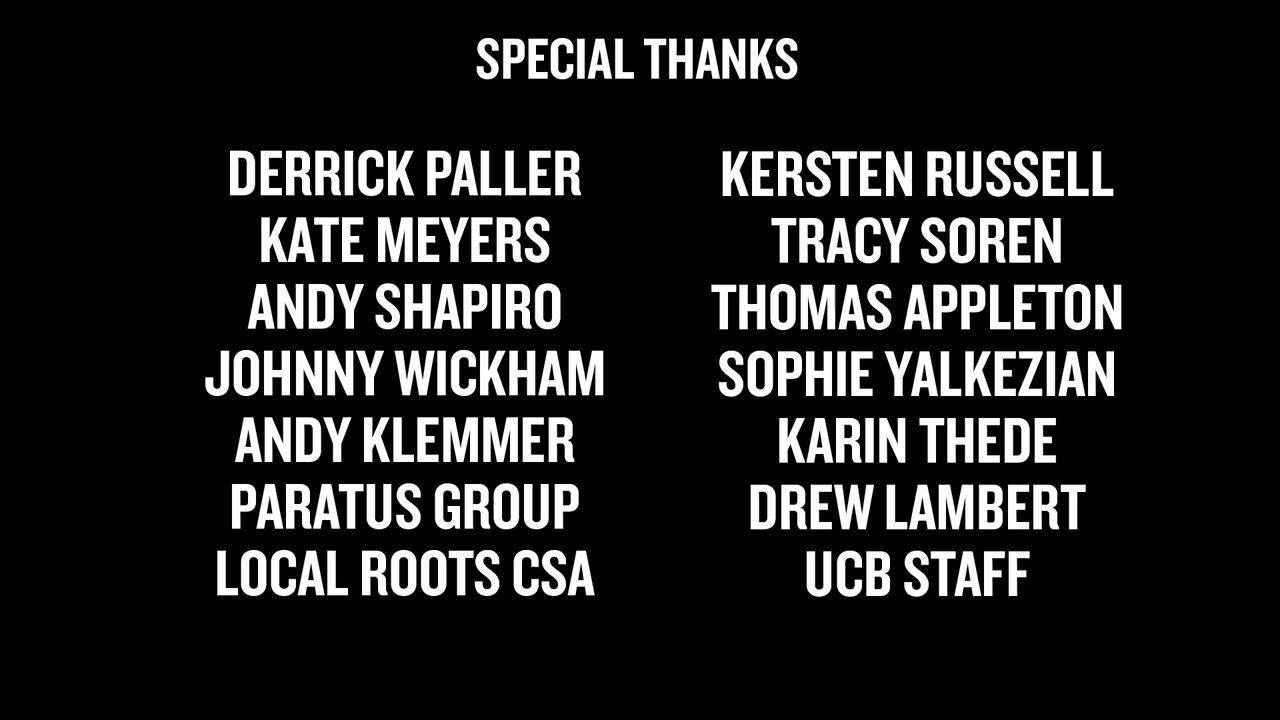 SPECIAL THANKS
DERRICK PALLER
KATE MEYERS
ANDY SHAPIRO
JOHNNY WICKHAM
ANDY KLEMMER
PARATUS GROUP
LOCAL ROOTS CSA
KERSTEN RUSSELL
TRACY SOREN
THOMAS APPLETON
SOPHIE YALKEZIAN
KARIN THEDE
DREW LAMBERT
UCB STAFF